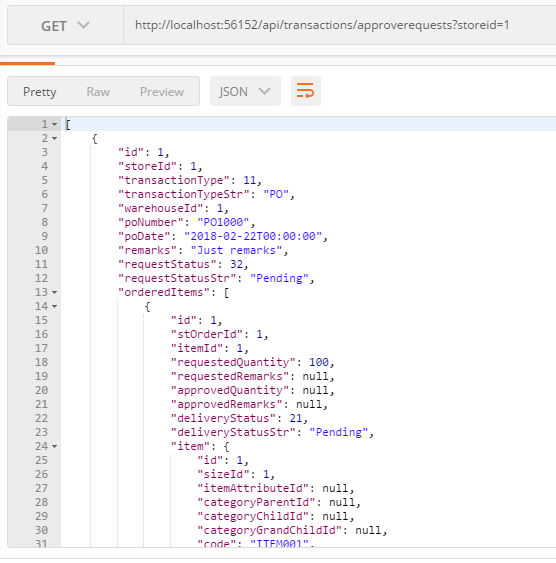 GET http://localhost:56152/api/transactions/approverequests?storeid=1
Pretty Raw Preview JSON
1 [
2 {
3 "id": 1,
4 "storeId": 1,
5 "transactionType": 11,
6 "transactionTypeStr": "PO",
7 "warehouseId": 1,
8 "poNumber": "PO1000",
9 "poDate": "2018-02-22T00:00:00",
10 "remarks": "Just remarks",
11 "requestStatus": 32,
12 "requestStatusStr": "Pending",
13 "orderedItems": [
14 {
15 "id": 1,
16 "stOrderId": 1,
17 "itemId": 1,
18 "requestedQuantity": 100,
19 "requestedRemarks": null,
20 "approvedQuantity": null,
21 "approvedRemarks": null,
22 "deliveryStatus": 21,
23 "deliveryStatusStr": "Pending",
24 "item": {
25 "id": 1,
26 "sizeId": 1,
27 "itemAttributeId": null,
28 "categoryParentId": null,
29 "categoryChildId": null,
30 "categoryGrandChildId": null,
31 "code": "ITEM001",